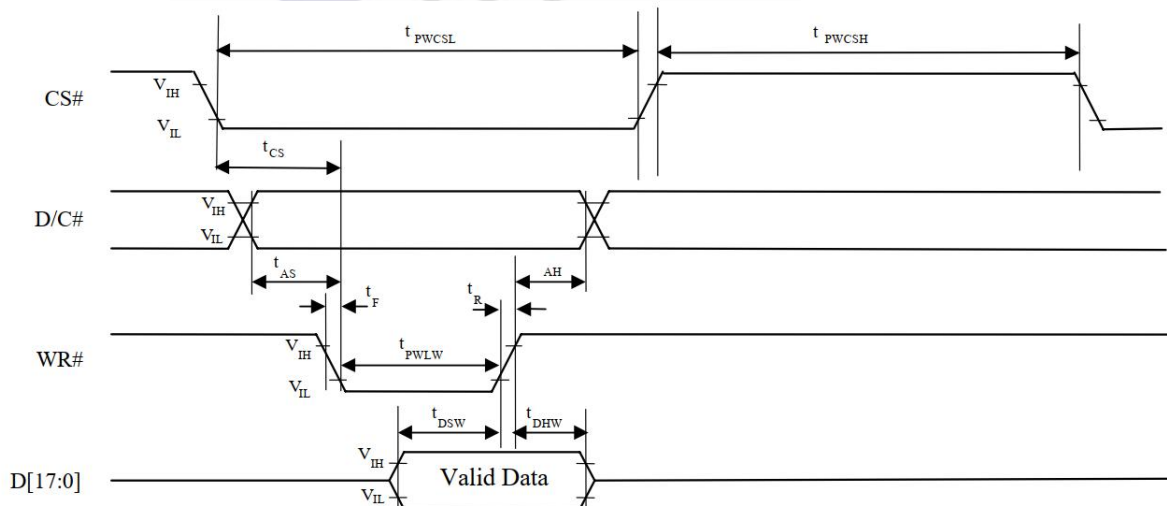 t PWCSL
t PWCSH
CS#
V IH
V IL
t CS
D/C#
V IH
V IL
t AS
AH
t F
t R
WR#
V IH
V IL
t PWLW
t DSW
t DHW
D[17:0]
V IH
V IL
Valid Data